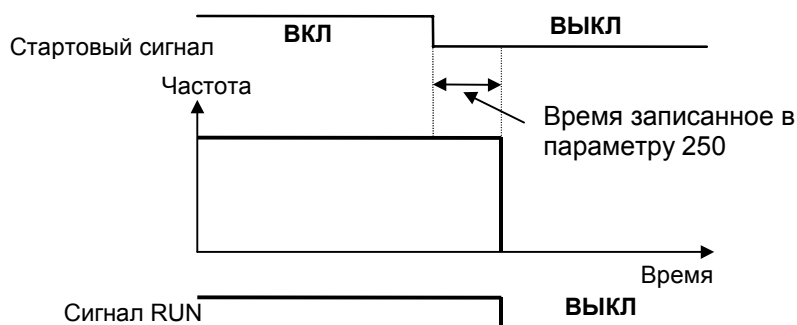 ВКЛ
ВЫКЛ
Стартовый сигнал
Частота
Время записанное в
параметру 250
Время
Сигнал RUN
ВЫКЛ